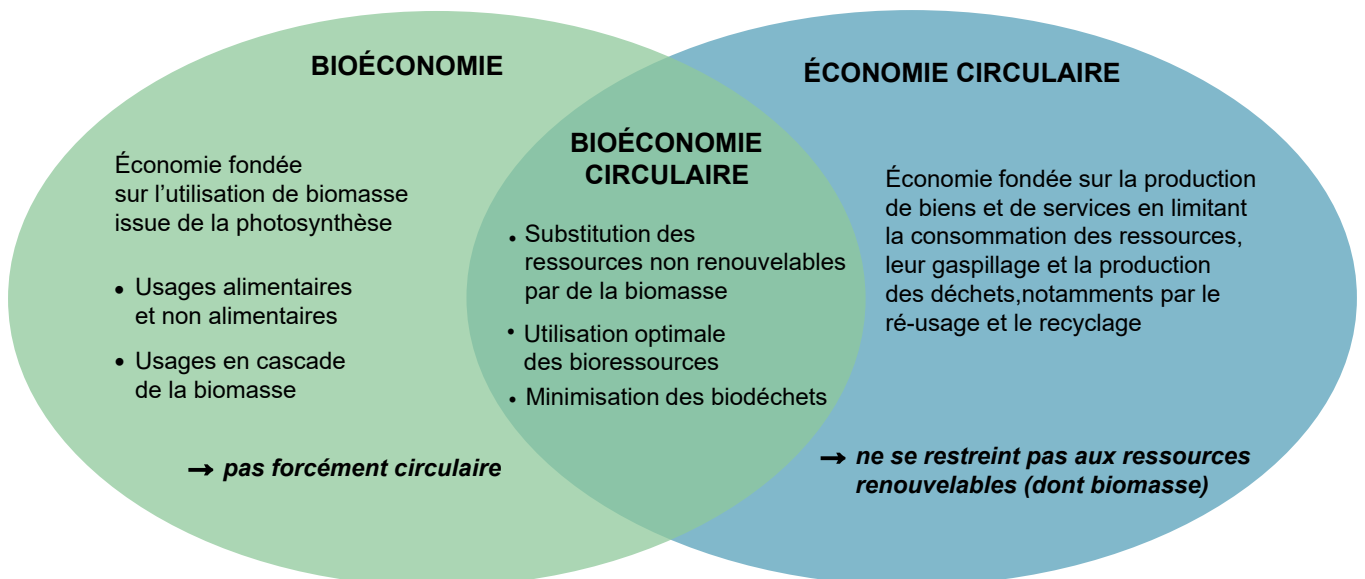 BIOÉCONOMIE
Économie fondée
sur l’utilisation de biomasse
issue de la photosynthèse
• Usages alimentaires
et non alimentaires
• Usages en cascade
de la biomasse
→ pas forcément circulaire
BIOÉCONOMIE
CIRCULAIRE
• Substitution des
ressources non renouvelables
par de la biomasse
• Utilisation optimale
des bioressources
• Minimisation des biodéchets
ÉCONOMIE CIRCULAIRE
Économie fondée sur la production
de biens et de services en limitant
la consommation des ressources,
leur gaspillage et la production
des déchets,notamments par le
ré-usage et le recyclage
→ ne se restreint pas aux ressources
renouvelables (dont biomasse)